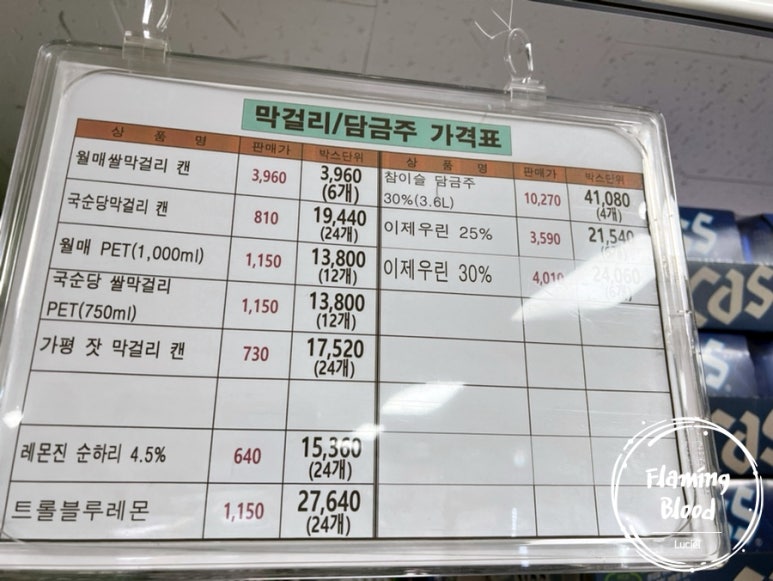 막걸리/담금주 가격표
상 품 명 판매가 박스단위
월매쌀막걸리 캔 3,960 3,960
(6개)
국순당막걸리 캔 810 19,440
(24개)
월매 PET(1,000ml) 1,150 13,800
(12개)
국순당 쌀막걸리
PET(750ml) 1,150 13,800
(12개)
가평 잣 막걸리 캔 730 17,520
(24개)
레몬진 순하리 4.5% 640 15,360
(24개)
트롤블루레몬 1,150 27,640
(24개)
상 품 명 판매가 박스단위
참이슬 담금주
30%(3.6L) 10,270 41,080
(4개)
이제우린 25% 3,590 21,540
이제우린 30% 4,010 24,060
(6개)
cass
Flaming
Blood
Luciet